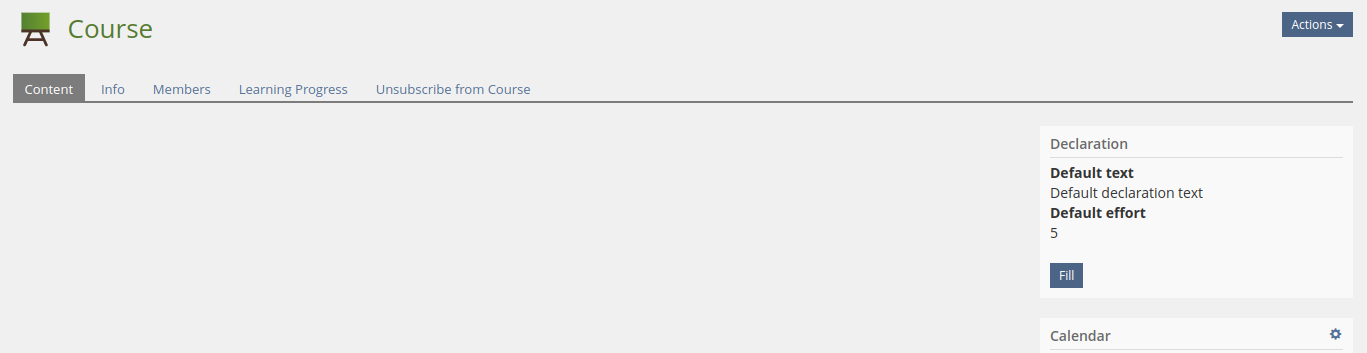 Course
Actions
Content Info Members Learning Progress Unsubscribe from Course
Declaration
Default text
Default declaration text
Default effort
5
Fill
Calendar